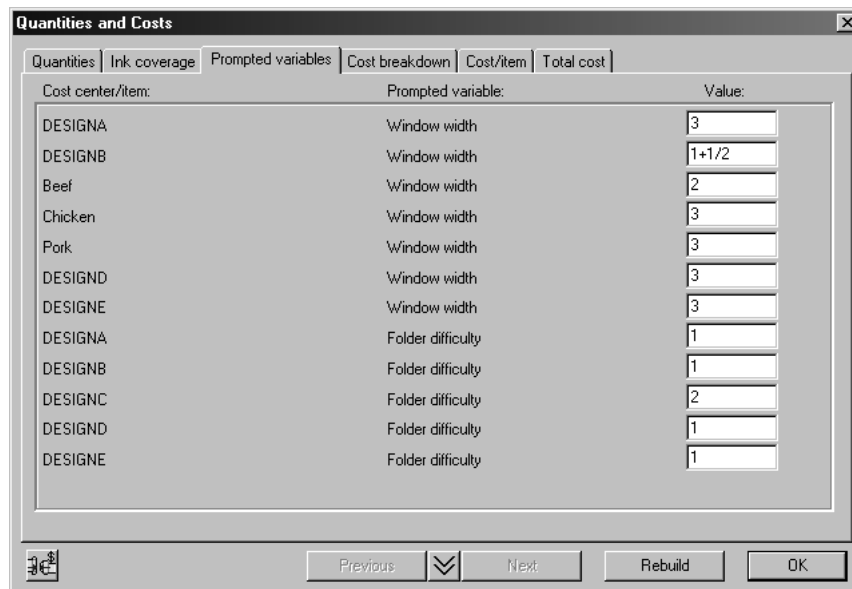 Quantities and Costs
Quantities Ink coverage Prompted variables Cost breakdown Cost/item Total cost
Cost center/item: Prompted variable: Value:
DESIGNA Window width 3
DESIGNB Window width 1+1/2
Beef Window width 2
Chicken Window width 3
Pork Window width 3
DESIGND Window width 3
DESIGNE Window width 3
DESIGNA Folder difficulty 1
DESIGNB Folder difficulty 1
DESIGNC Folder difficulty 2
DESIGND Folder difficulty 1
DESIGNE Folder difficulty 1
Previous Next Rebuild OK